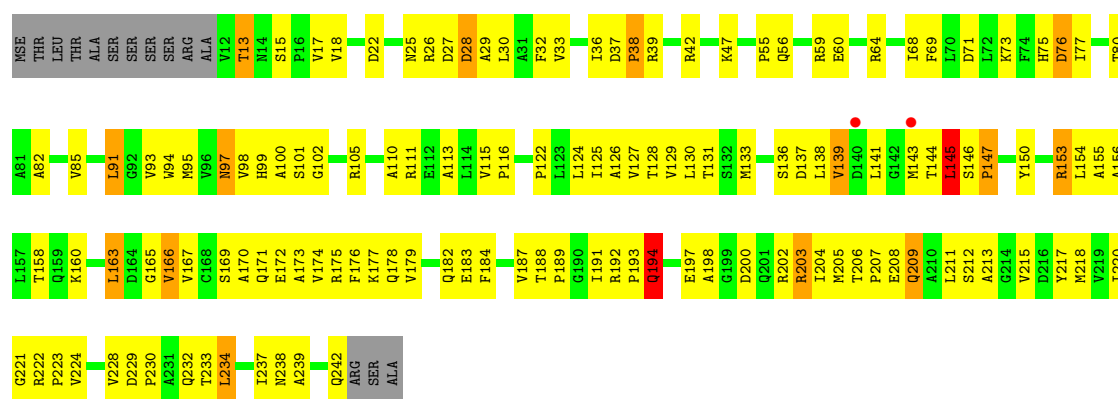 MSE THR LEU THR ALA SER SER SER SER ARG ALA V12 T13 N14 S15 P16 V17 V18 D22 N25 R26 D27 D28 A29 L30 A31 F32 V33 I36 D37 P38 R39 R42 K47 P55 Q56 R59 E60 R64 I68 F69 L70 D71 L72 K73 F74 H75 D76 I77 T80
A81 A82 V85 L91 G92 V93 W94 M95 V96 N97 V98 H99 A100 S101 G102 R105 A110 R111 E112 A113 L114 V115 P116 P122 L123 L124 I125 A126 V127 T128 V129 L130 T131 S132 M133 S136 D137 L138 V139 D140 L141 G142 M143 T144 L145 S146 P147 Y150 R153 L154 A155 A156
L157 T158 Q159 K160 L163 D164 G165 V166 V167 C168 S169 A170 Q171 E172 A173 V174 R175 F176 K177 Q178 V179 Q182 E183 F184 V187 T188 P189 G190 I191 R192 P193 Q194 E197 A198 G199 D200 Q201 R202 R203 I204 M205 T206 P207 E208 Q209 A210 L211 S212 A213 G214 V215 D216 Y217 M218 V219 I220
G221 R222 P223 V224 V228 D229 P230 A231 Q232 T233 L234 I237 N238 A239 Q242 ARG SER ALA